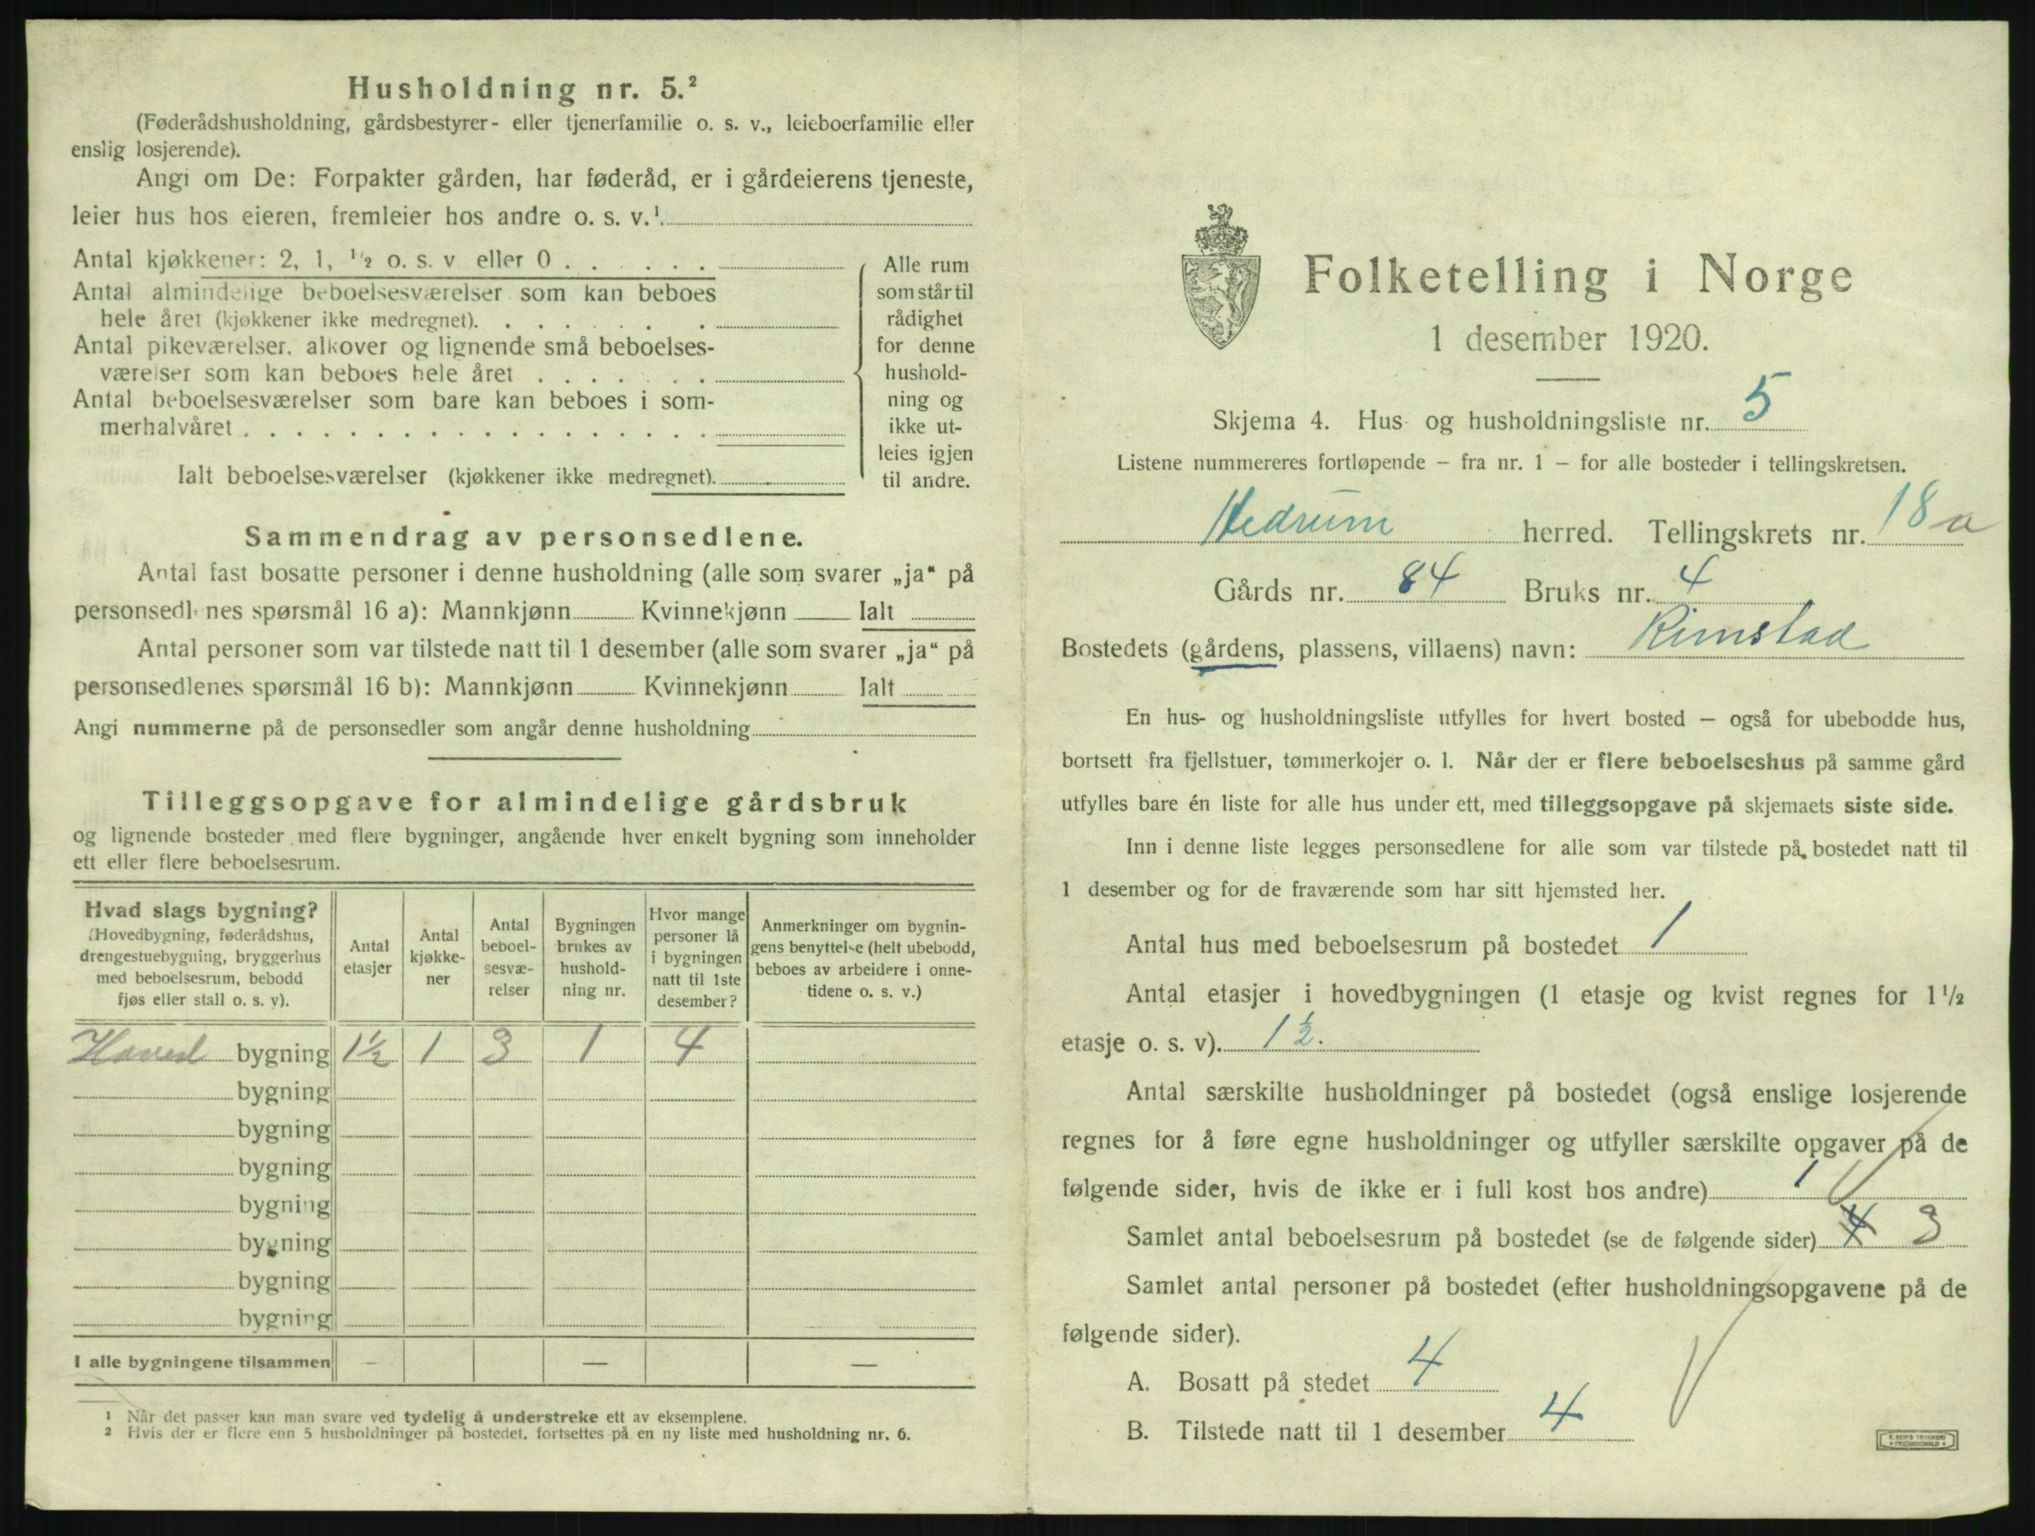 Husholdning nr. 5.²
(Føderådshusholdning, gårdsbestyrer- eller tjenerfamilie o. s. v., leieboerfamilie eller
enslig losjerende).
Angi om De: Forpakter gården, har føderåd, er i gårdeierens tjeneste,
leier hus hos eieren, fremleier hos andre o. s. v.¹
Antal kjøkkener: 2, 1, ½ o. s. v eller 0
Antal almindelige beboelsesværelser som kan beboes
hele året (kjøkkener ikke medregnet).
Antal pikeværelser, alkover og lignende små beboelses-
værelser som kan beboes hele året
Antal beboelsesværelser som bare kan beboes i som-
merhalvåret
Ialt beboelsesværelser (kjøkkener ikke medregnet).
Alle rum
som står til
rådighet
for denne
hushold-
ning og
ikke ut-
leies igjen
til andre.
Sammendrag av personsedlene.
Antal fast bosatte personer i denne husholdning (alle som svarer „ja“ på
personsedlenes spørsmål 16 a): Mannkjønn Kvinnekjønn Ialt
Antal personer som var tilstede natt til 1 desember (alle som svarer „ja“ på
personsedlenes spørsmål 16 b): Mannkjønn Kvinnekjønn Ialt
Angi nummerne på de personsedler som angår denne husholdning
Tilleggsopgave for almindelige gårdsbruk
og lignende bosteder med flere bygninger, angående hver enkelt bygning som inneholder
ett eller flere beboelsesrum.
Hvad slags bygning?
(Hovedbygning, føderådshus,
drengestuebygning, bryggerhus
med beboelsesrum, bebodd
fjøs eller stall o. s. v).
Antal
etasjer
Antal
kjøkke-
ner
Antal
beboel-
sesvæ-
relser
Bygningen
brukes av
hushold-
ning nr.
Hvor mange
personer lå
i bygningen
natt til 1ste
desember?
Anmerkninger om bygnin-
gens benyttelse (helt ubebodd,
beboes av arbeidere i onne-
tidene o. s. v.)
Hoved bygning 1½ 1 3 1 4
bygning
bygning
bygning
bygning
bygning
bygning
bygning
I alle bygningene tilsammen — — —
¹ Når det passer kan man svare ved tydelig å understreke ett av eksemplene.
² Hvis der er flere enn 5 husholdninger på bostedet, fortsettes på en ny liste med husholdning nr. 6.
Folketelling i Norge
1 desember 1920.
Skjema 4. Hus- og husholdningsliste nr. 5
Listene nummereres fortløpende – fra nr. 1 – for alle bosteder i tellingskretsen.
Hedrum herred. Tellingskrets nr. 18a
Gårds nr. 84 Bruks nr. 4
Bostedets (gårdens, plassens, villaens) navn: Rimstad
En hus- og husholdningsliste utfylles for hvert bosted – også for ubebodde hus,
bortsett fra fjellstuer, tømmerkojer o. l. Når der er flere beboelseshus på samme gård
utfylles bare én liste for alle hus under ett, med tilleggsopgave på skjemaets siste side.
Inn i denne liste legges personsedlene for alle som var tilstede på bostedet natt til
1 desember og for de fraværende som har sitt hjemsted her.
Antal hus med beboelsesrum på bostedet 1
Antal etasjer i hovedbygningen (1 etasje og kvist regnes for 1½
etasje o. s. v). 1½.
Antal særskilte husholdninger på bostedet (også enslige losjerende
regnes for å føre egne husholdninger og utfyller særskilte opgaver på de
følgende sider, hvis de ikke er i full kost hos andre) 1
Samlet antal beboelsesrum på bostedet (se de følgende sider) 4 3
Samlet antal personer på bostedet (efter husholdningsopgavene på de
følgende sider).
A. Bosatt på stedet 4
B. Tilstede natt til 1 desember 4